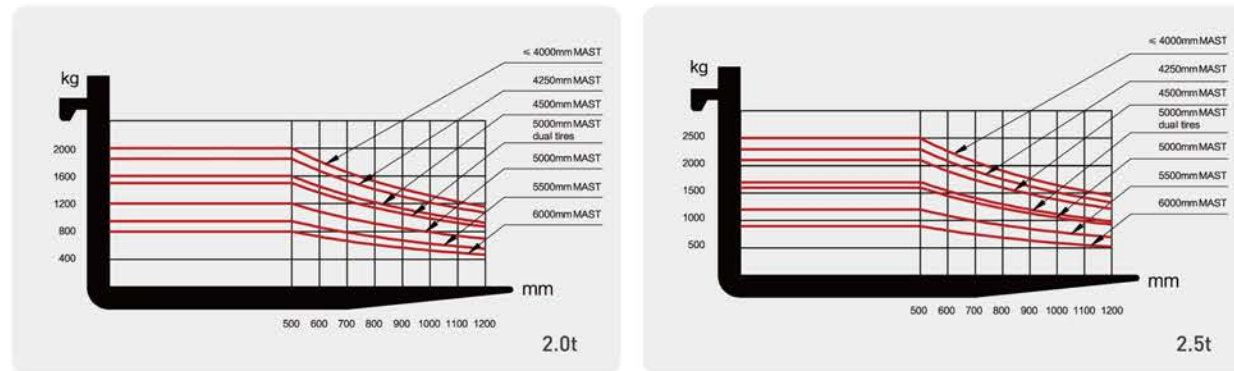 ≤ 4000mm MAST
kg
4250mm MAST
4500mm MAST
5000mm MAST
dual tires
2000
5000mm MAST
1600
5500mm MAST
1200
6000mm MAST
800
400
mm
500 600 700 800 900 1000 1100 1200
2.0t
≤ 4000mm MAST
kg
4250mm MAST
4500mm MAST
5000mm MAST
dual tires
2500
5000mm MAST
2000
5500mm MAST
1500
6000mm MAST
1000
500
mm
500 600 700 800 900 1000 1100 1200
2.5t